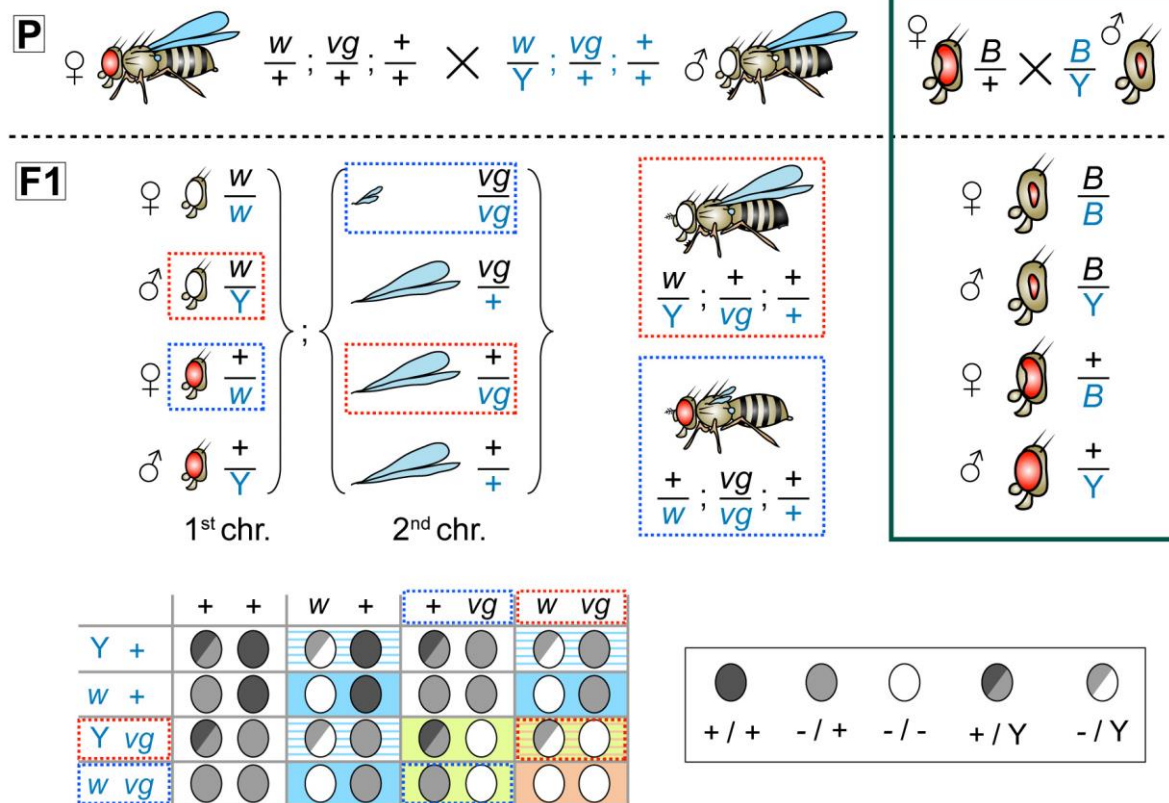 P
♀ w/+ ; vg/+ ; +/+ × w/Y ; vg/+ ; +/+ ♂
♀ B/+ × B/Y ♂
F1
♀ w/w
♂ w/Y
♀ +/w
♂ +/Y
1st chr.
;
vg/vg
vg/+
+/vg
+/+
2nd chr.
w/Y ; +/vg ; +/+
+/w ; vg/vg ; +/+
♀ B/B
♂ B/Y
♀ +/B
♂ +/Y
+ + w + + vg w vg
Y +
w +
Y vg
w vg
+/+ -/+ -/- +/Y -/Y